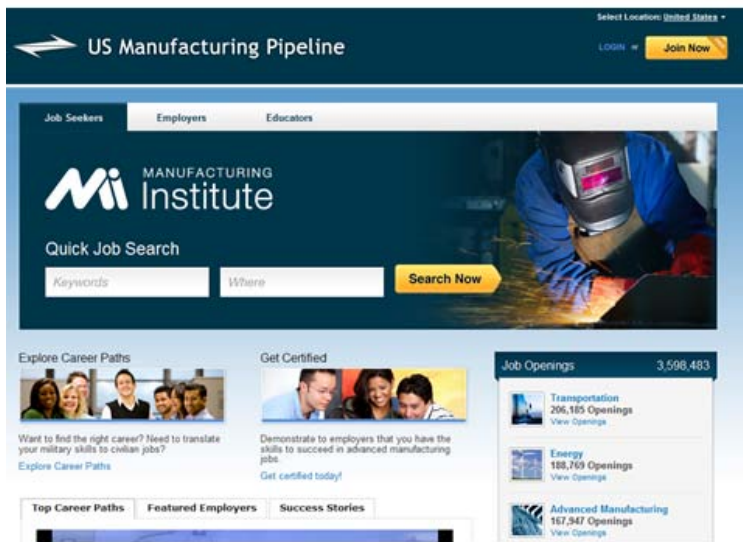 Select Location: United States
US Manufacturing Pipeline
LOGIN or
Join Now
Job Seekers
Employers
Educators
Mi MANUFACTURING
Institute
Quick Job Search
Keywords
Where
Search Now
Explore Career Paths
Want to find the right career? Need to translate
your military skills to civilian jobs?
Explore Career Paths
Get Certified
Demonstrate to employers that you have the
skills to succeed in advanced manufacturing
jobs.
Get certified today!
Job Openings 3,598,483
Transportation
206,185 Openings
View Openings
Energy
188,769 Openings
View Openings
Advanced Manufacturing
167,947 Openings
View Openings
Top Career Paths
Featured Employers
Success Stories